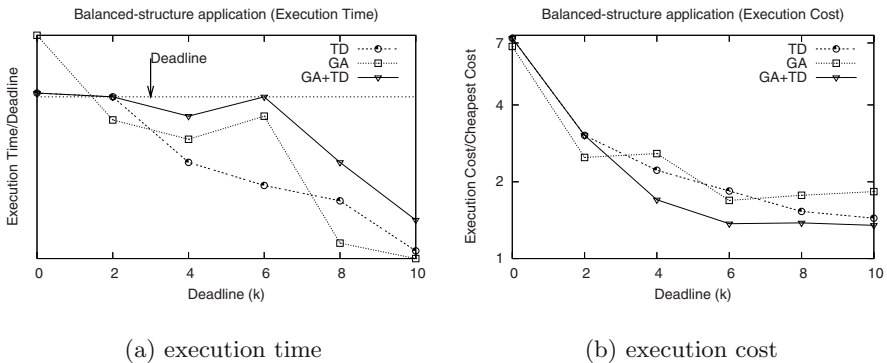 Balanced-structure application (Execution Time)
Execution Time/Deadline
TD
GA
GA+TD
Deadline
0 2 4 6 8 10
Deadline (k)
(a) execution time
Balanced-structure application (Execution Cost)
Execution Cost/Cheapest Cost
7
4
2
1
TD
GA
GA+TD
0 2 4 6 8 10
Deadline (k)
(b) execution cost